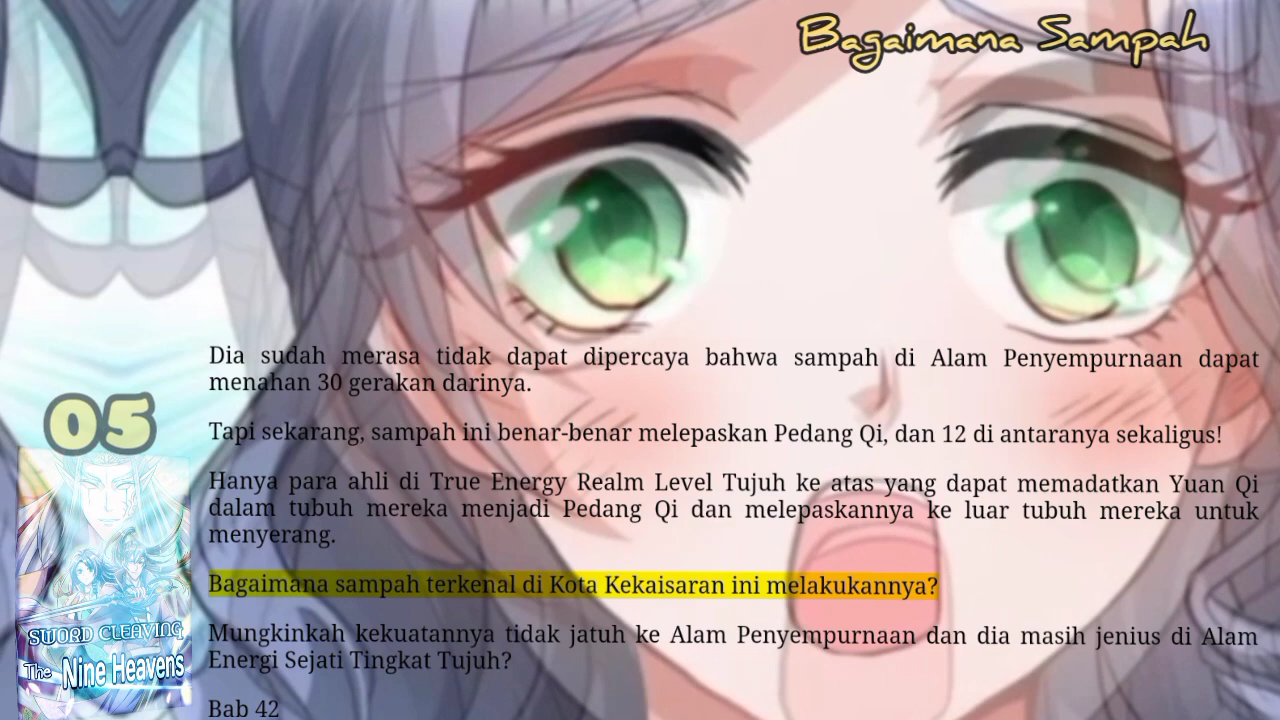 Bagaimana Sampah
Dia sudah merasa tidak dapat dipercaya bahwa sampah di Alam Penyempurnaan dapat
menahan 30 gerakan darinya.
Tapi sekarang, sampah ini benar-benar melepaskan Pedang Qi, dan 12 di antaranya sekaligus!
Hanya para ahli di True Energy Realm Level Tujuh ke atas yang dapat memadatkan Yuan Qi
dalam tubuh mereka menjadi Pedang Qi dan melepaskannya ke luar tubuh mereka untuk
menyerang.
Bagaimana sampah terkenal di Kota Kekaisaran ini melakukannya?
Mungkinkah kekuatannya tidak jatuh ke Alam Penyempurnaan dan dia masih jenius di Alam
Energi Sejati Tingkat Tujuh?
Bab 42
05
SWORD CLEAVING
The Nine Heavens